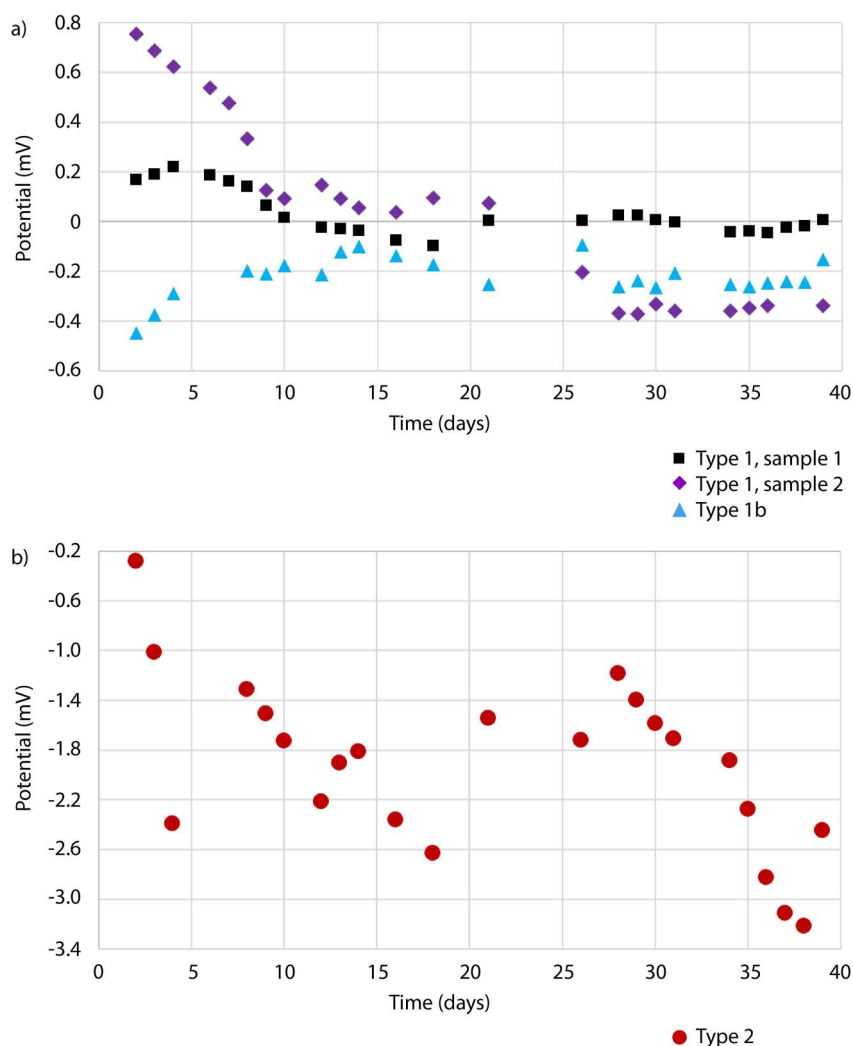 a)
0.8
0.6
0.4
0.2
0
-0.2
-0.4
-0.6
Potential (mV)
0 5 10 15 20 25 30 35 40
Time (days)
Type 1, sample 1
Type 1, sample 2
Type 1b
b)
-0.2
-0.6
-1.0
-1.4
-1.8
-2.2
-2.6
-3.0
-3.4
Potential (mV)
0 5 10 15 20 25 30 35 40
Time (days)
Type 2